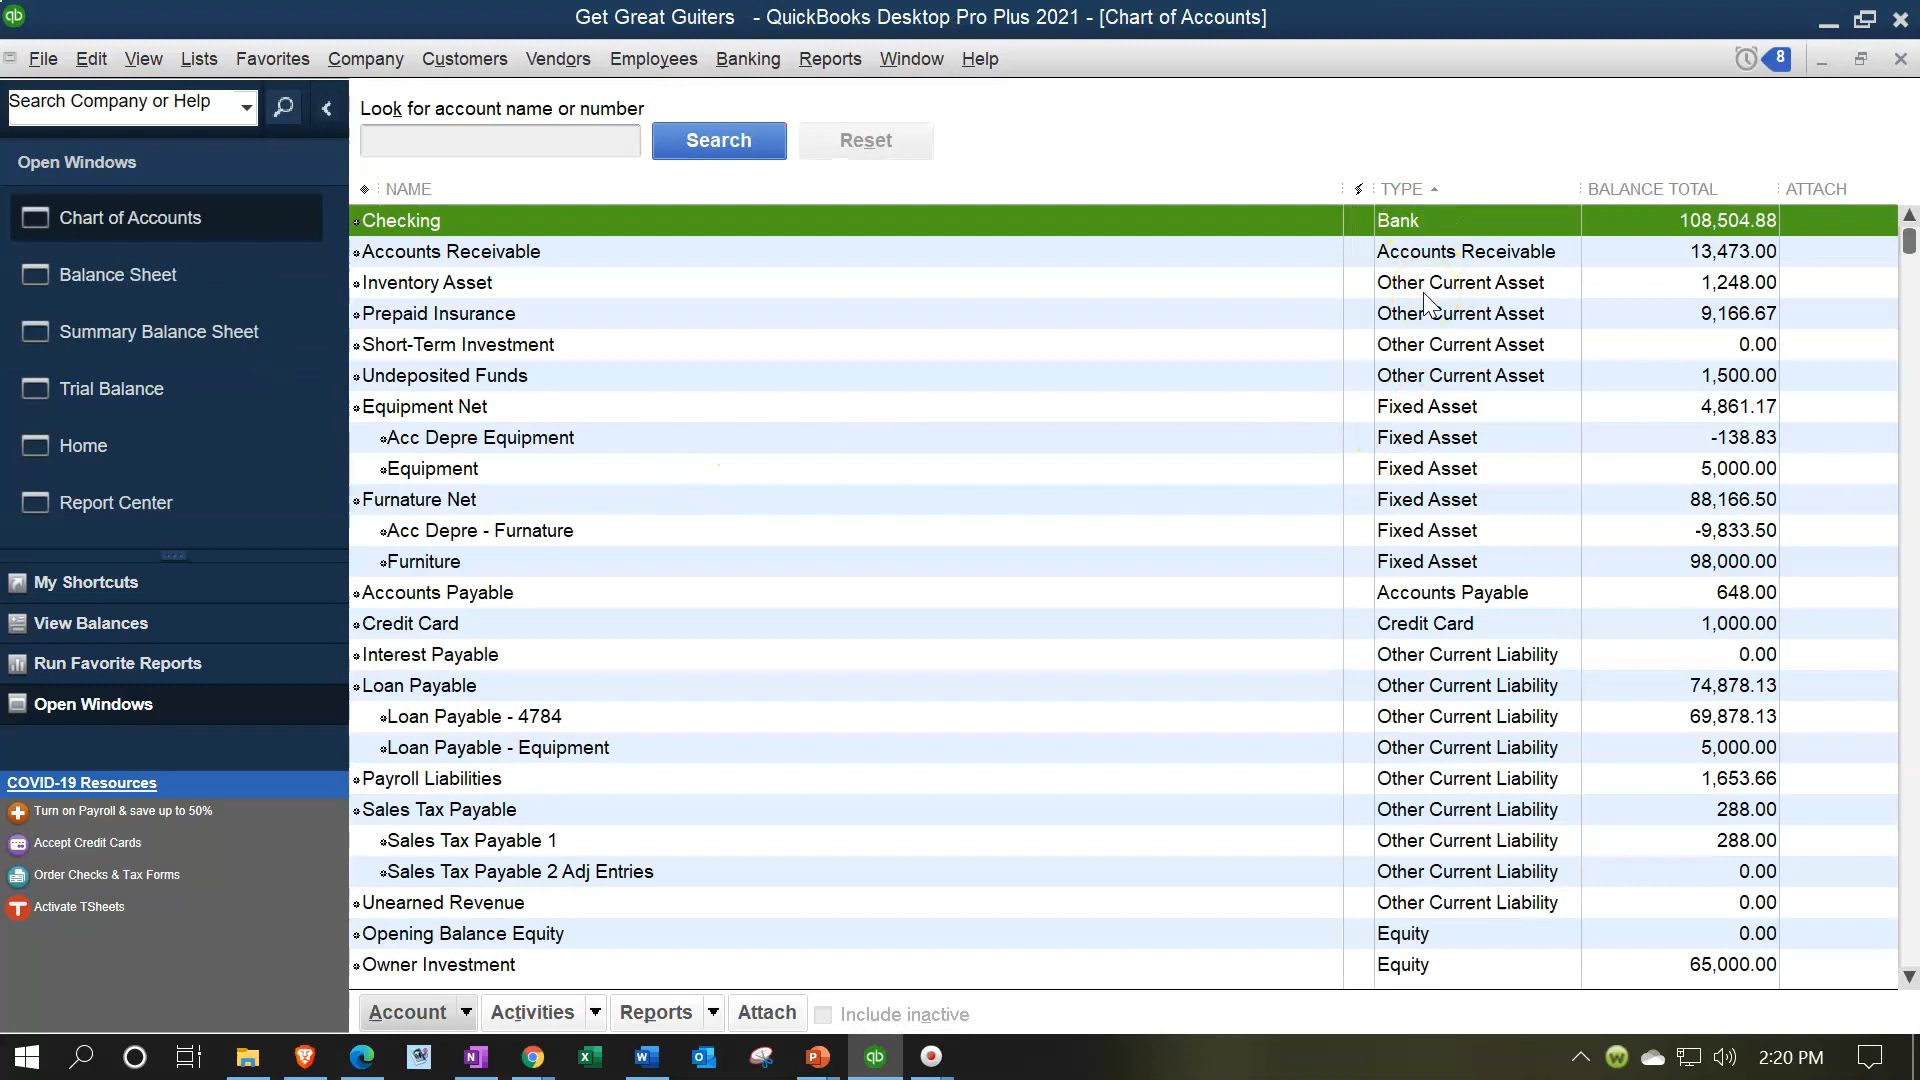 qb Get Great Guiters - QuickBooks Desktop Pro Plus 2021 - [Chart of Accounts]
File Edit View Lists Favorites Company Customers Vendors Employees Banking Reports Window Help 8
Search Company or Help
Look for account name or number
Search Reset
Open Windows
Chart of Accounts
Balance Sheet
Summary Balance Sheet
Trial Balance
Home
Report Center
My Shortcuts
View Balances
Run Favorite Reports
Open Windows
COVID-19 Resources
Turn on Payroll & save up to 50%
Accept Credit Cards
Order Checks & Tax Forms
Activate TSheets
NAME TYPE BALANCE TOTAL ATTACH
Checking Bank 108,504.88
Accounts Receivable Accounts Receivable 13,473.00
Inventory Asset Other Current Asset 1,248.00
Prepaid Insurance Other Current Asset 9,166.67
Short-Term Investment Other Current Asset 0.00
Undeposited Funds Other Current Asset 1,500.00
Equipment Net Fixed Asset 4,861.17
Acc Depre Equipment Fixed Asset -138.83
Equipment Fixed Asset 5,000.00
Furnature Net Fixed Asset 88,166.50
Acc Depre - Furnature Fixed Asset -9,833.50
Furniture Fixed Asset 98,000.00
Accounts Payable Accounts Payable 648.00
Credit Card Credit Card 1,000.00
Interest Payable Other Current Liability 0.00
Loan Payable Other Current Liability 74,878.13
Loan Payable - 4784 Other Current Liability 69,878.13
Loan Payable - Equipment Other Current Liability 5,000.00
Payroll Liabilities Other Current Liability 1,653.66
Sales Tax Payable Other Current Liability 288.00
Sales Tax Payable 1 Other Current Liability 288.00
Sales Tax Payable 2 Adj Entries Other Current Liability 0.00
Unearned Revenue Other Current Liability 0.00
Opening Balance Equity Equity 0.00
Owner Investment Equity 65,000.00
Account Activities Reports Attach Include inactive
2:20 PM